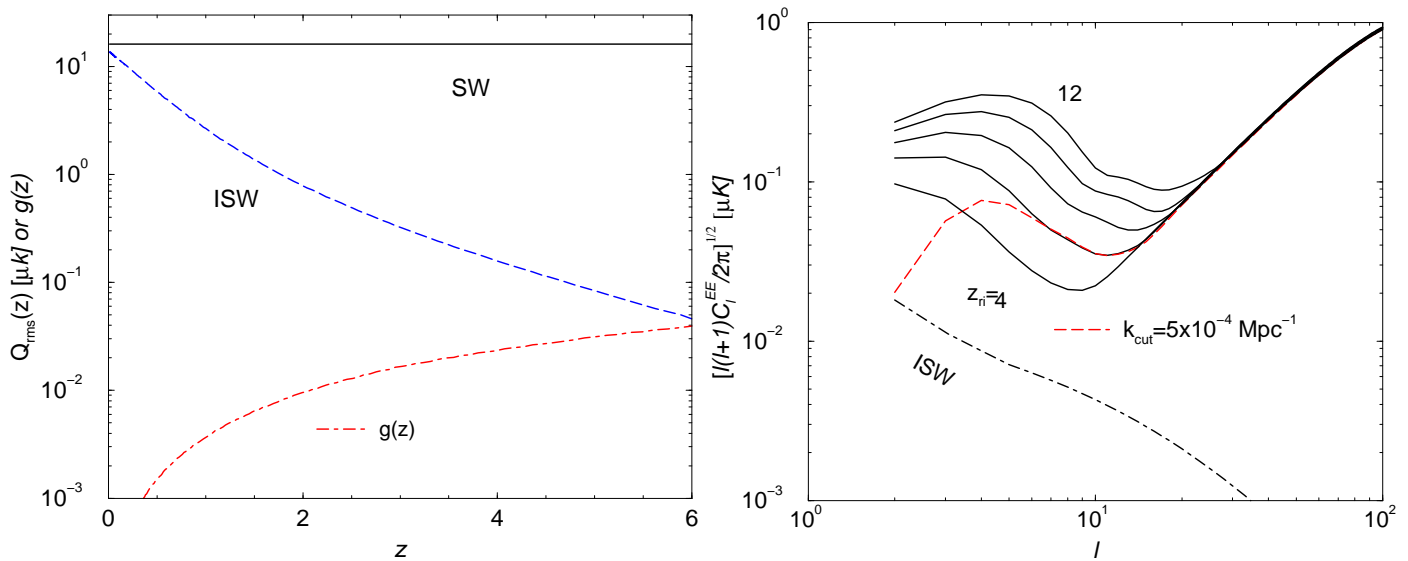 Q_rms(z) [μk] or g(z)
10^1
10^0
10^−1
10^−2
10^−3
SW
ISW
g(z)
0
2
4
6
z
[l(l+1)C_l^EE/2π]^1/2 [μK]
10^0
10^−1
10^−2
10^−3
12
z_ri=4
k_cut=5x10^−4 Mpc^−1
ISW
10^0
10^1
10^2
l